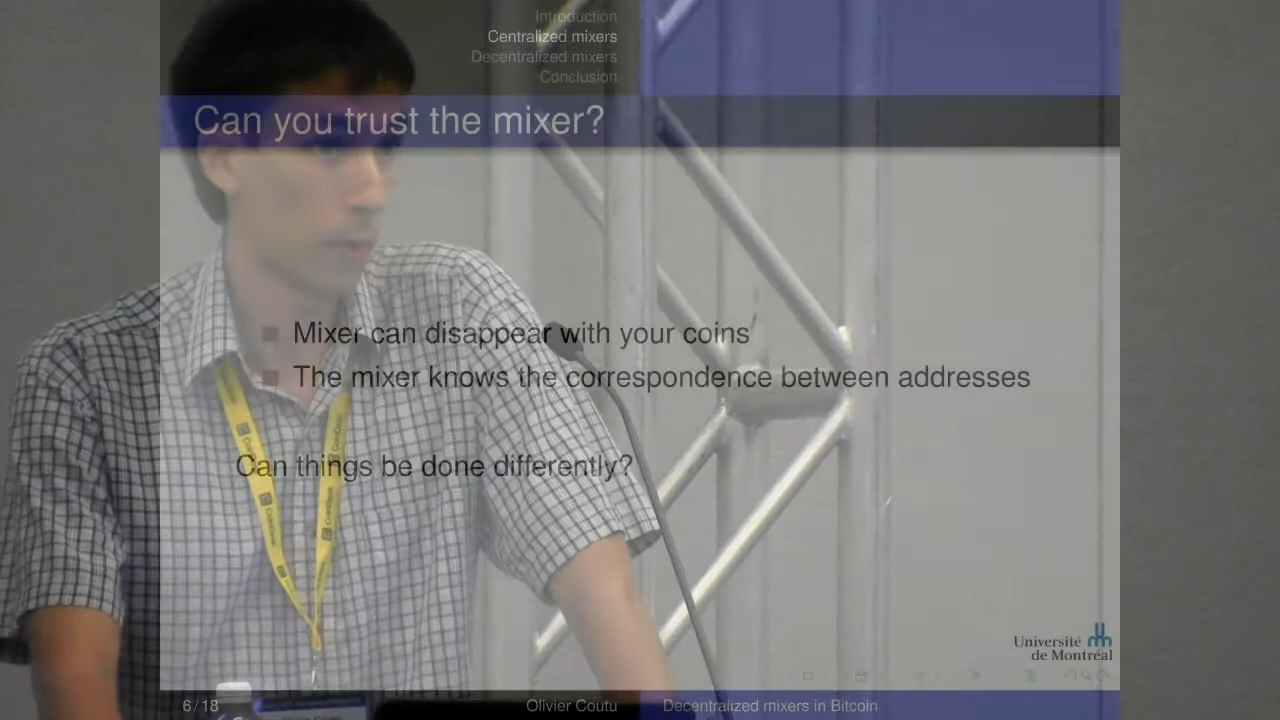 Introduction
Centralized mixers
Decentralized mixers
Conclusion
Can you trust the mixer?
Mixer can disappear with your coins
The mixer knows the correspondence between addresses
Can things be done differently?
Université
de Montréal
6 / 18
Olivier Coutu
Decentralized mixers in Bitcoin